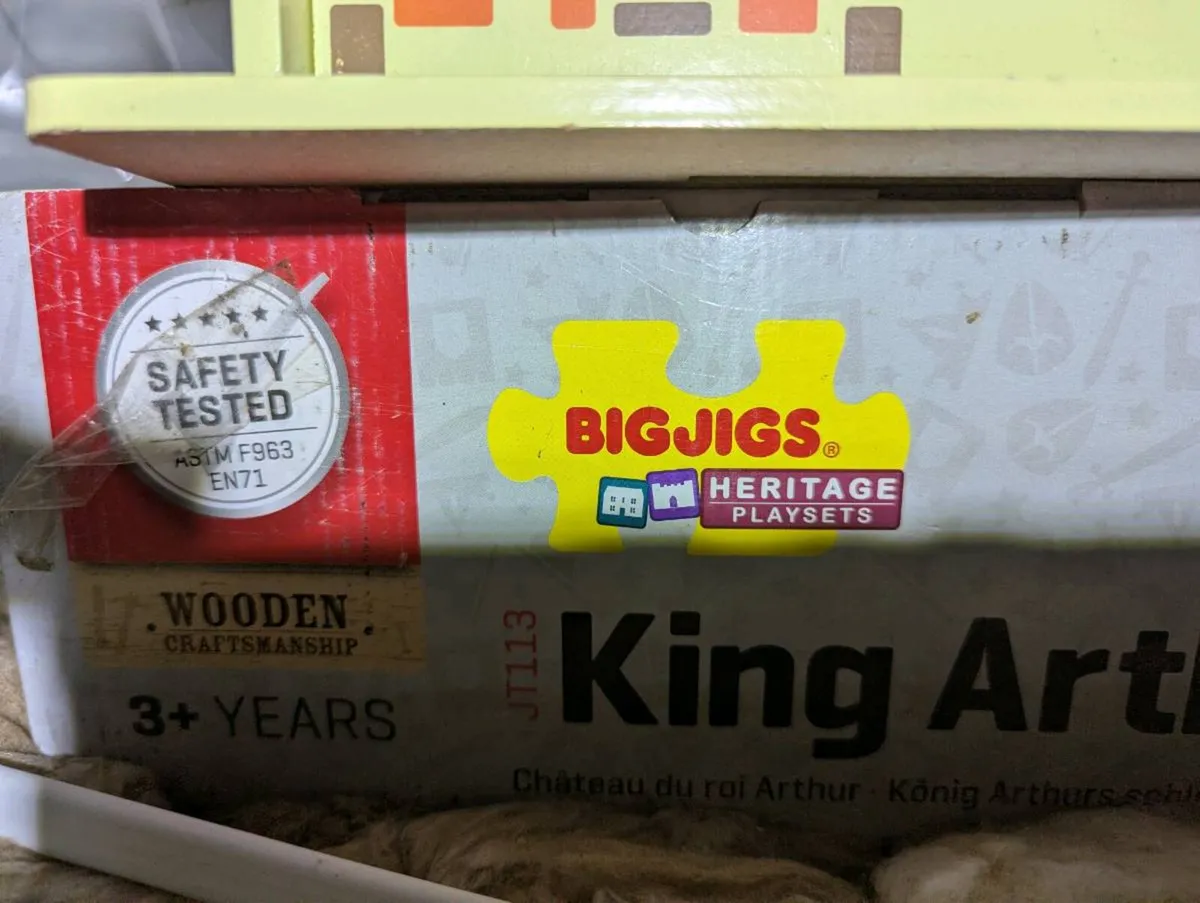 SAFETY
TESTED
ASTM F963
EN71
WOODEN
CRAFTSMANSHIP
3+ YEARS
BIGJIGS®
HERITAGE
PLAYSETS
JT113
King Art
Château du roi Arthur · König Arthurs